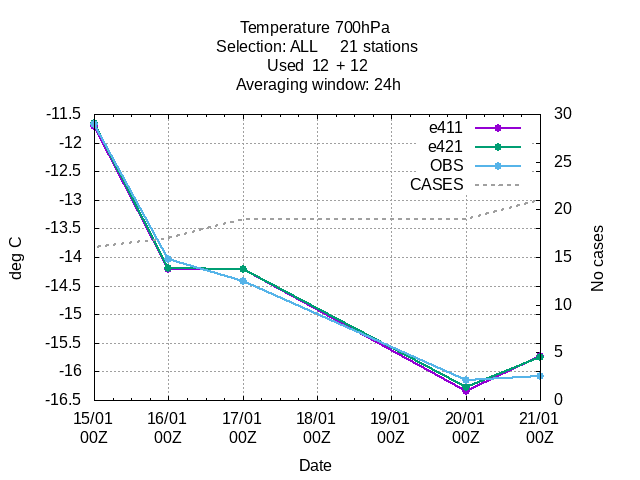 Temperature 700hPa
Selection: ALL 21 stations
Used 12 + 12
Averaging window: 24h
-11.5 30
e411
-12
e421
-12.5 25
OBS
CASES
-13 20
-13.5
-14 15
-14.5
-15 10
-15.5 5
-16
-16.5 0
deg C
No cases
15/01 16/01 17/01 18/01 19/01 20/01 21/01
00Z 00Z 00Z 00Z 00Z 00Z 00Z
Date